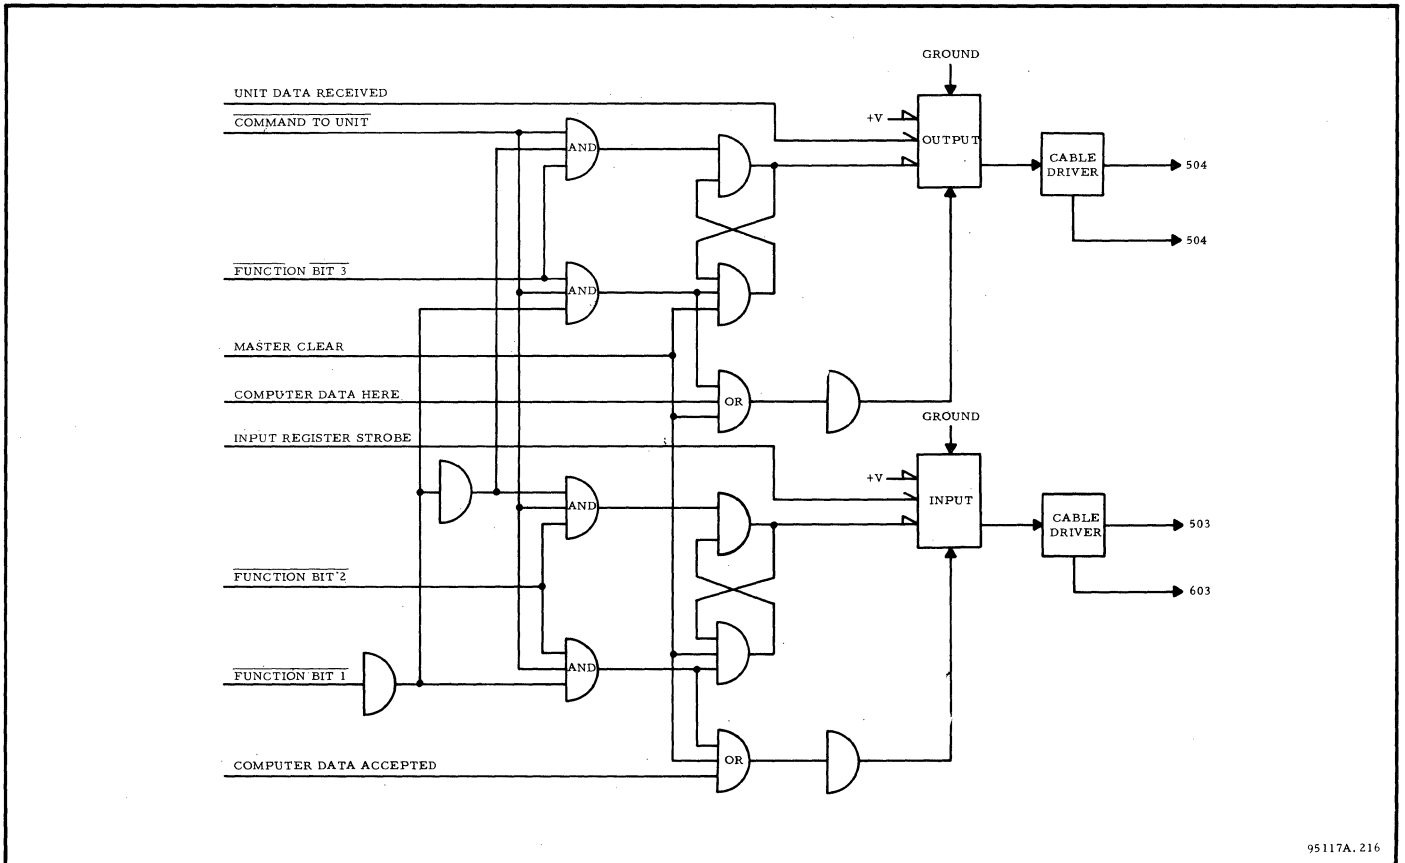 GROUND
UNIT DATA RECEIVED
COMMAND TO UNIT
+V
AND
OUTPUT
CABLE
DRIVER
504
504
FUNCTION BIT 3
AND
MASTER CLEAR
COMPUTER DATA HERE
OR
GROUND
INPUT REGISTER STROBE
+V
AND
INPUT
CABLE
DRIVER
503
FUNCTION BIT 2
603
AND
FUNCTION BIT 1
OR
COMPUTER DATA ACCEPTED
95117A.216